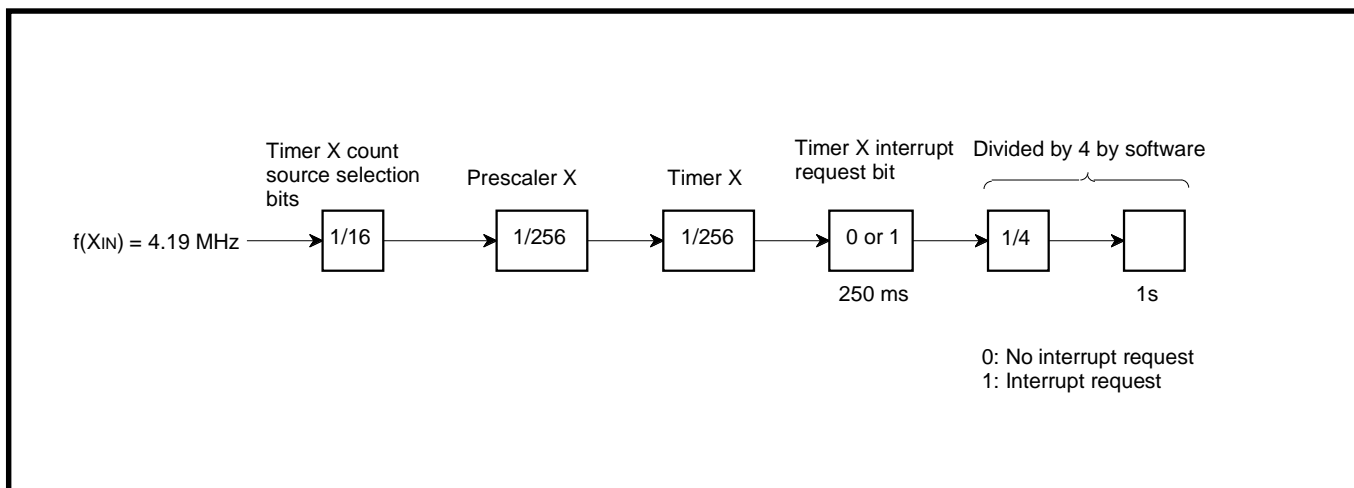 Timer X count
source selection
bits
Prescaler X
Timer X
Timer X interrupt
request bit
Divided by 4 by software
f(XIN) = 4.19 MHz
1/16
1/256
1/256
0 or 1
1/4
250 ms
1s
0: No interrupt request
1: Interrupt request